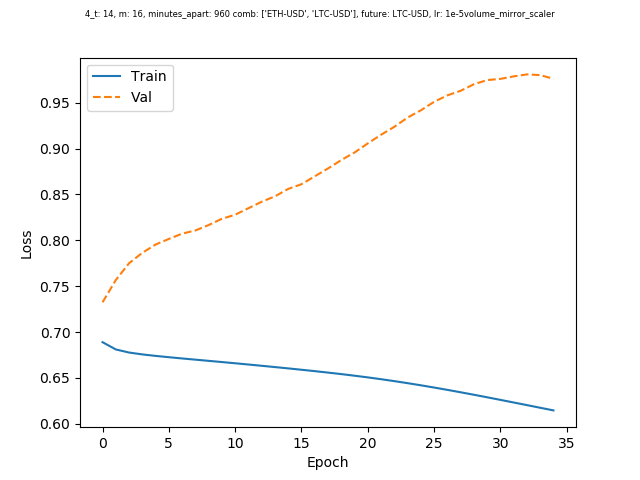 4_t: 14, m: 16, minutes_apart: 960 comb: ['ETH-USD', 'LTC-USD'], future: LTC-USD, lr: 1e-5volume_mirror_scaler
Train
Val
0.95
0.90
0.85
0.80
0.75
0.70
0.65
0.60
Loss
0 5 10 15 20 25 30 35
Epoch